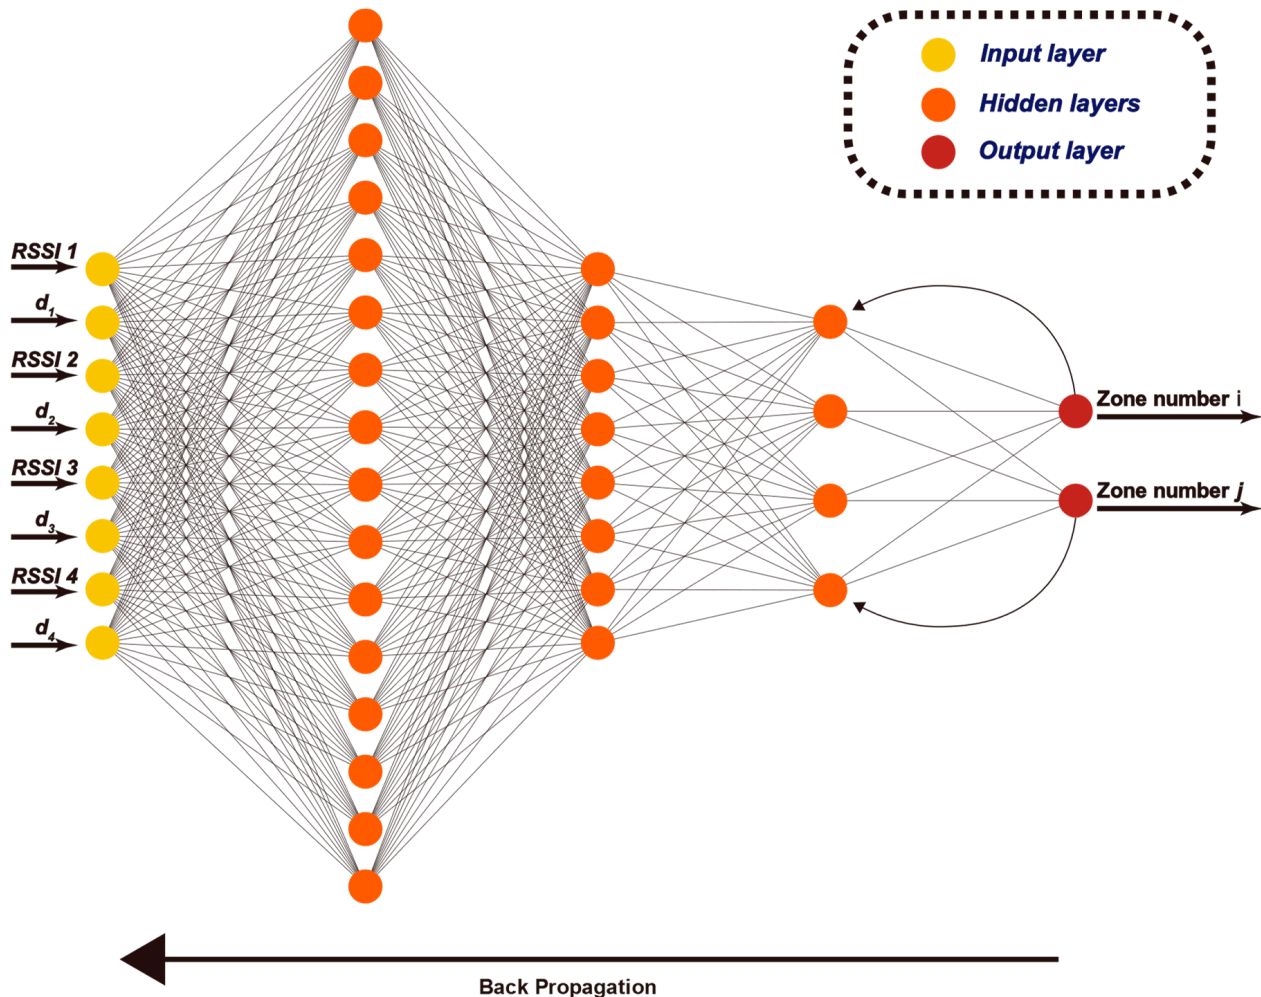 Input layer
Hidden layers
Output layer
RSSI 1
d1
RSSI 2
d2
RSSI 3
d3
RSSI 4
d4
Zone number i
Zone number j
Back Propagation